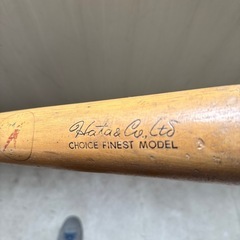 Hata & Co., Ltd
CHOICE FINEST MODEL